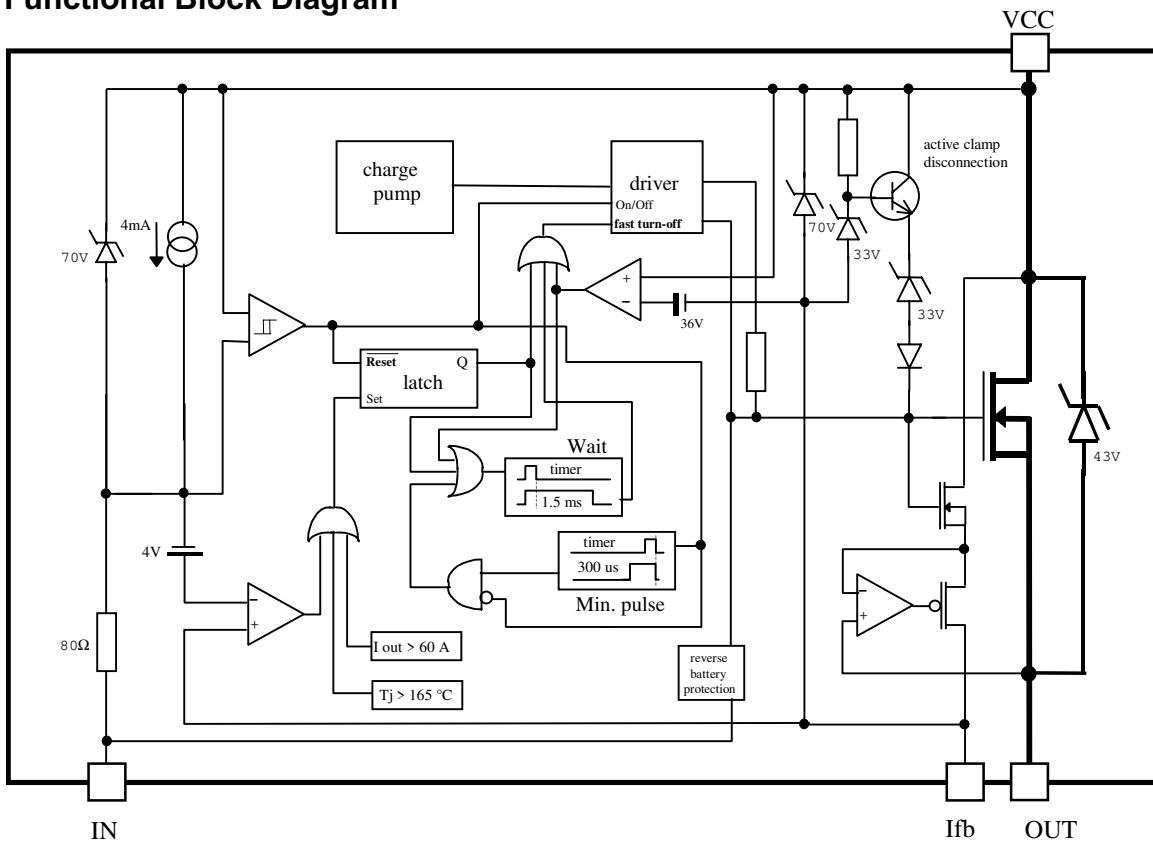 Functional Block Diagram
VCC
active clamp
disconnection
charge
pump
driver
On/Off
fast turn-off
4mA
70V
70V
33V
33V
+
−
36V
Reset
Q
latch
Set
43V
Wait
timer
1.5 ms
4V
timer
300 us
Min. pulse
−
+
−
+
80Ω
I out > 60 A
Tj > 165 °C
reverse
battery
protection
IN
Ifb
OUT